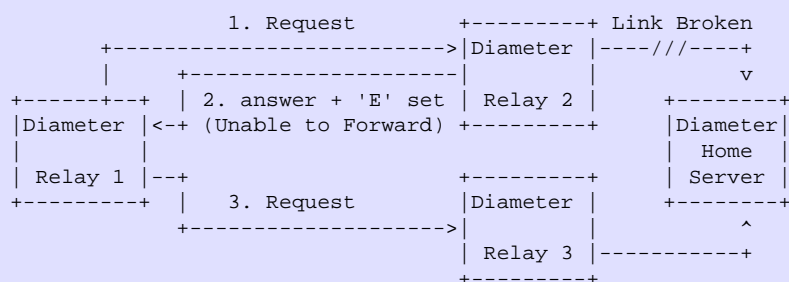 1. Request +---------+ Link Broken
+-------------------------->|Diameter |----///----+
| +---------------------| | v
+------+--+ | 2. answer + 'E' set | Relay 2 | +--------+
|Diameter |<-+ (Unable to Forward) +---------+ |Diameter|
| | | Home |
| Relay 1 |--+ +---------+ | Server |
+---------+ | 3. Request |Diameter | +--------+
+-------------------->| | ^
| Relay 3 |-----------+
+---------+